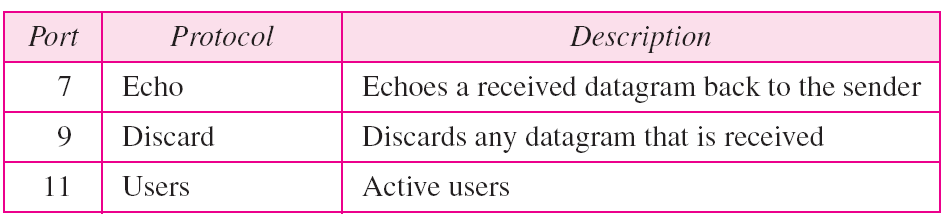 Port Protocol Description
7 Echo Echoes a received datagram back to the sender
9 Discard Discards any datagram that is received
11 Users Active users